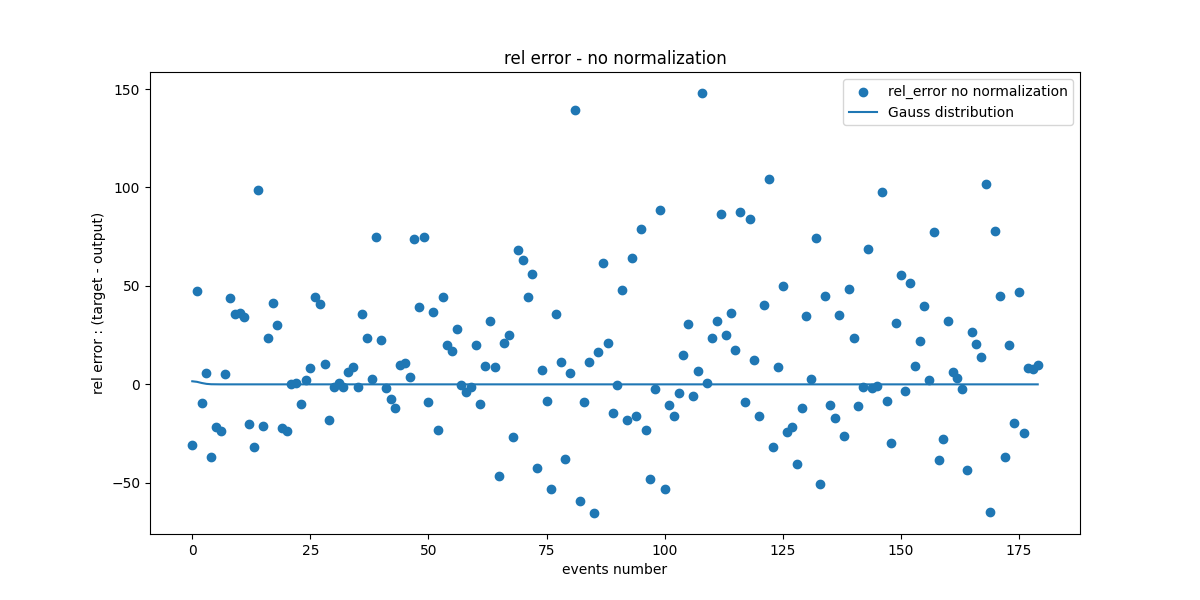 rel error - no normalization
rel_error no normalization
Gauss distribution
rel error : (target - output)
150
100
50
0
−50
0 25 50 75 100 125 150 175
events number